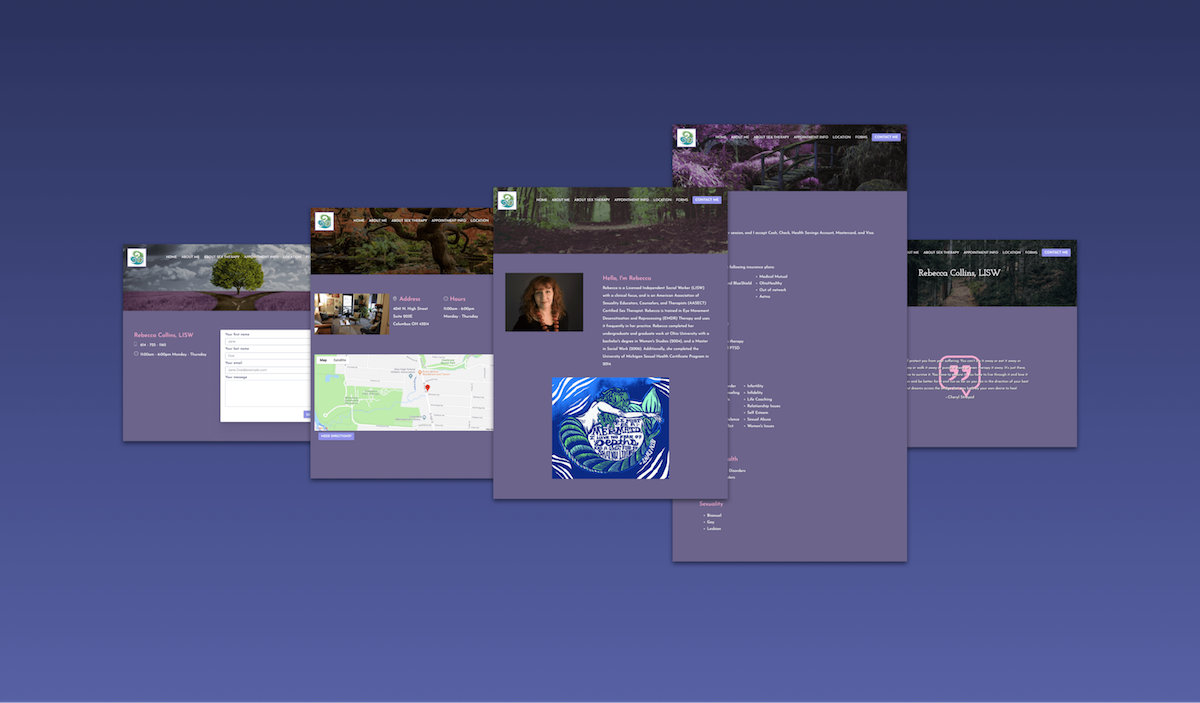 HOME ABOUT ME ABOUT SEX THERAPY APPOINTMENT INFO LOCATION
Rebecca Collins, LISW
11:00am - 6:00pm Monday - Thursday
Your first name
Your last name
Your email
Your message
HOME ABOUT ME ABOUT SEX THERAPY APPOINTMENT INFO LOCATION
Address
4041 N. High Street
Columbus OH 43214
Hours
11:00am - 6:00pm
Monday - Thursday
Map Satellite
NEED DIRECTIONS?
HOME ABOUT ME ABOUT SEX THERAPY APPOINTMENT INFO LOCATION FORMS CONTACT ME
Hello, I'm Rebecca
Rebecca is a Licensed Independent Social Worker (LISW)
with a clinical focus, and is an American Association of
Sexuality Educators, Counselors, and Therapists (AASECT)
Certified Sex Therapist. Rebecca is trained in Eye Movement
Desensitization and Reprocessing (EMDR) Therapy and uses
it frequently in her practice. Rebecca completed her
undergraduate and graduate work at Ohio University with a
bachelor's degree in Women's Studies (2004), and a Master
in Social Work (2006). Additionally, she completed the
University of Michigan Sexual Health Certificate Program in
2014
HOME ABOUT ME ABOUT SEX THERAPY APPOINTMENT INFO LOCATION FORMS CONTACT ME
session, and I accept Cash, Check, Health Savings Account, Mastercard, and Visa.
following insurance plans:
Medical Mutual
OhioHealthy
Out of network
Aetna
BlueShield
therapy
PTSD
Infertility
Infidelity
Life Coaching
Relationship Issues
Self Esteem
Sexual Abuse
Women's Issues
Disorders
Sexuality
Bisexual
Gay
Lesbian
ABOUT ME ABOUT SEX THERAPY APPOINTMENT INFO LOCATION FORMS CONTACT ME
Rebecca Collins, LISW
protect you from your suffering. You can't